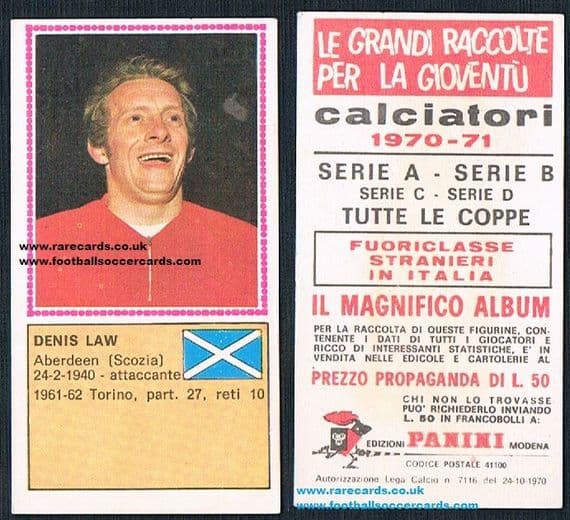 www.rarecards.co.uk
www.footballsoccercards.com
DENIS LAW
Aberdeen (Scozia)
24-2-1940 - attaccante
1961-62 Torino, part. 27, reti 10
LE GRANDI RACCOLTE
PER LA GIOVENTÙ
calciatori
1970-71
SERIE A - SERIE B
SERIE C - SERIE D
TUTTE LE COPPE
FUORICLASSE
STRANIERI
IN ITALIA
IL MAGNIFICO ALBUM
PER LA RACCOLTA DI QUESTE FIGURINE, CON-
TENENTE I DATI DI TUTTI I GIOCATORI E
RICCO DI INTERESSANTI STATISTICHE, E' IN
VENDITA NELLE EDICOLE E CARTOLERIE AL
PREZZO PROPAGANDA DI L. 50
CHI NON LO TROVASSE
PUO' RICHIEDERLO INVIANDO
L. 50 IN FRANCOBOLLI A:
EDIZIONI PANINI MODENA
CODICE POSTALE 41100
Autorizzazione Lega Calcio n. 7116 del 24-10-1970
www.rarecards.co.uk
www.footballsoccercards.com